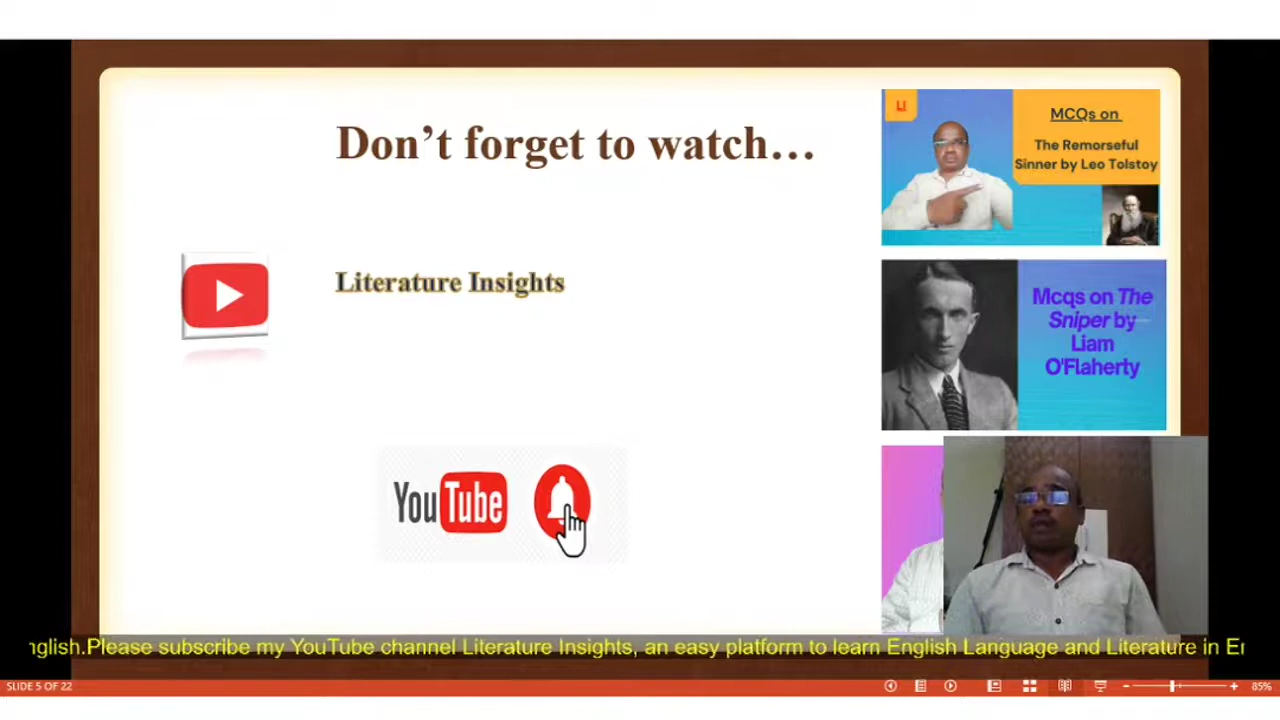 Don't forget to watch...
LI
MCQs on
The Remorseful
Sinner by Leo Tolstoy
Literature Insights
Mcqs on The
Sniper by
Liam
O'Flaherty
YouTube
nglish.Please subscribe my YouTube channel Literature Insights, an easy platform to learn English Language and Literature in En
SLIDE 5 OF 22
85%